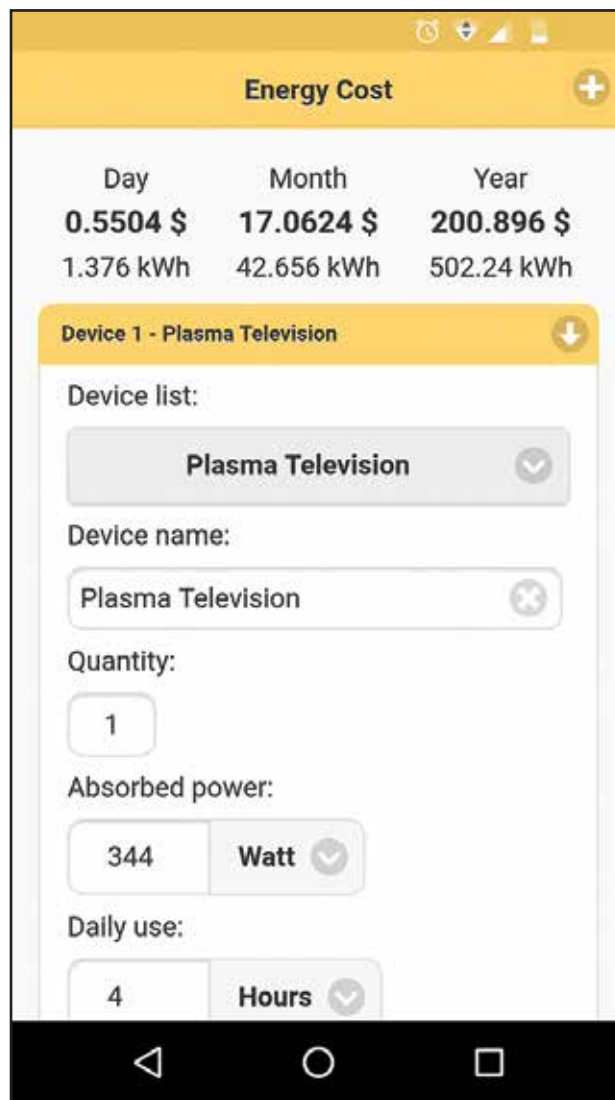 Energy Cost
Day Month Year
0.5504 $ 17.0624 $ 200.896 $
1.376 kWh 42.656 kWh 502.24 kWh
Device 1 - Plasma Television
Device list:
Plasma Television
Device name:
Plasma Television
Quantity:
1
Absorbed power:
344 Watt
Daily use:
4 Hours